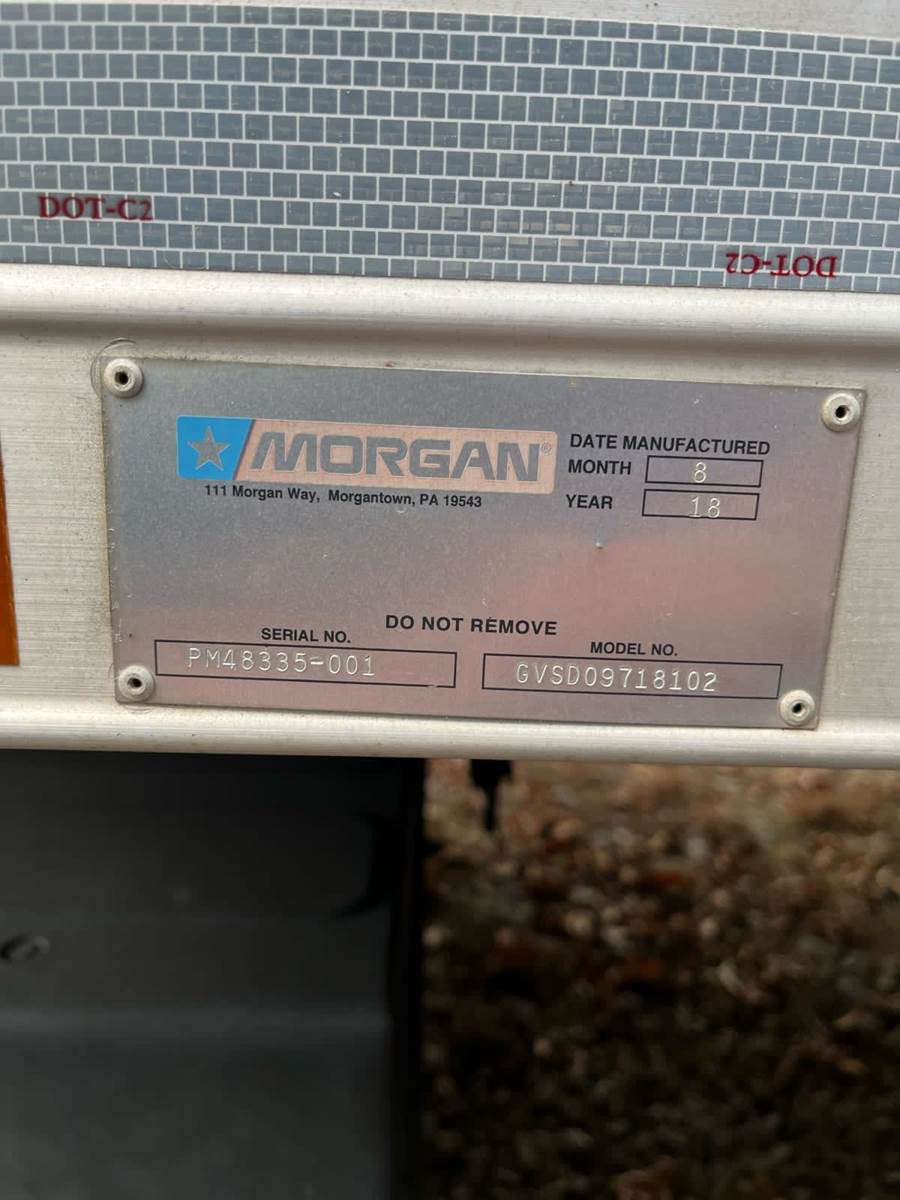 DOT-C2
DOT-C2
MORGAN®
111 Morgan Way, Morgantown, PA 19543
DATE MANUFACTURED
MONTH 8
YEAR 18
DO NOT REMOVE
SERIAL NO.
PM48335-001
MODEL NO.
GVSD09718102